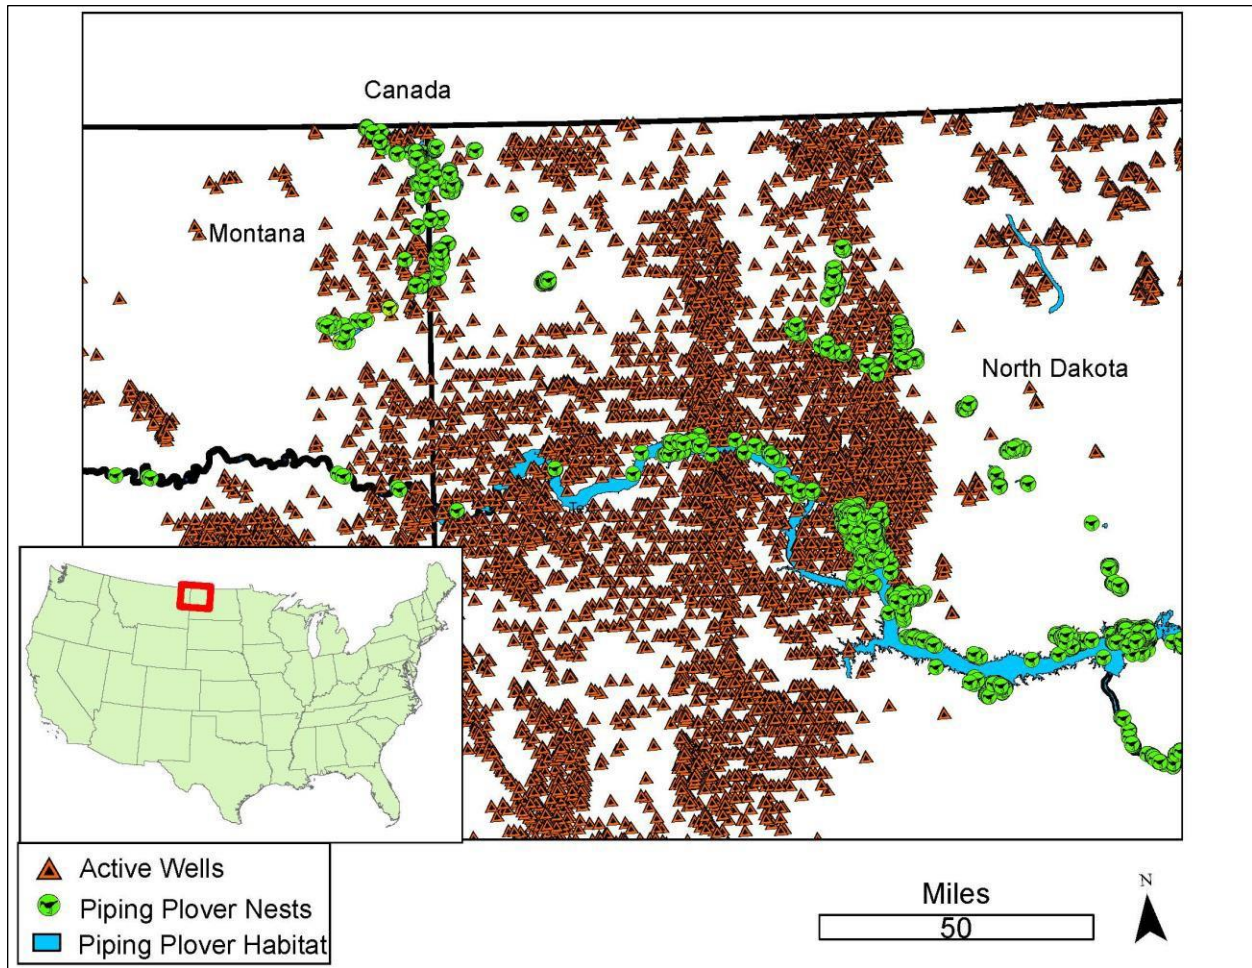 Canada
Montana
North Dakota
Active Wells
Piping Plover Nests
Piping Plover Habitat
Miles
50
N